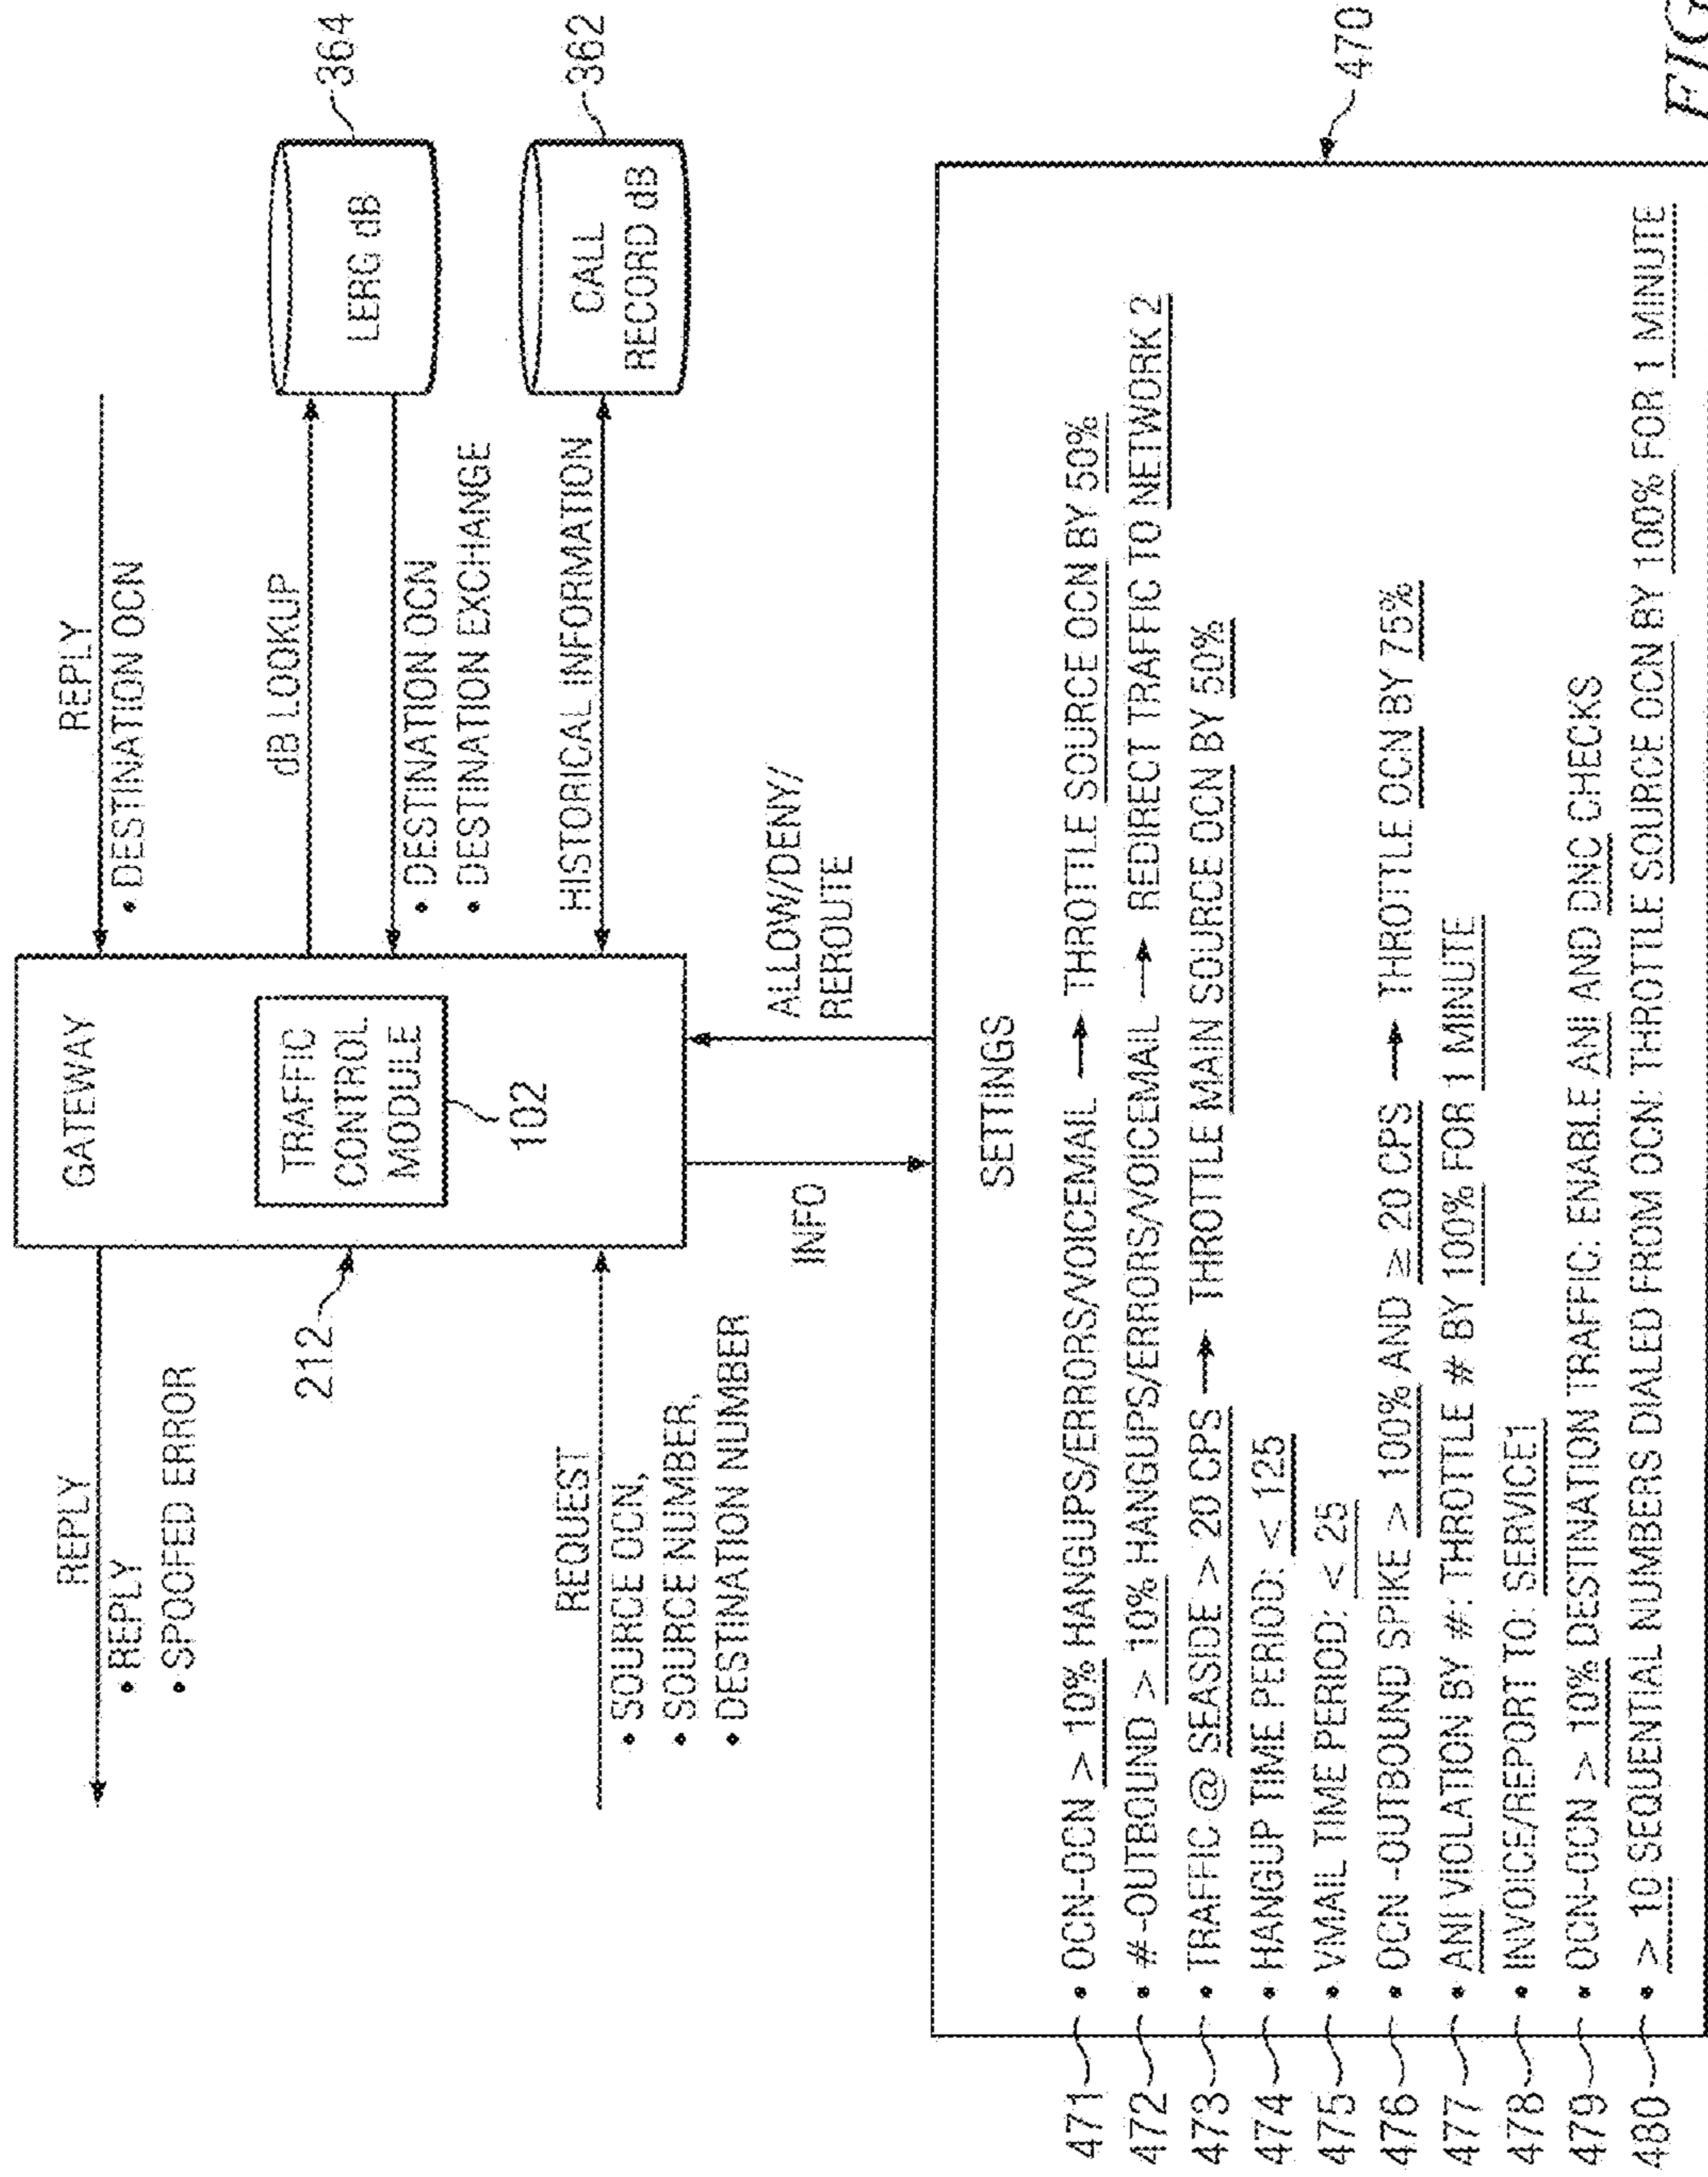 REPLY
• REPLY
• SPOOFED ERROR
212
REQUEST
• SOURCE OCN,
• SOURCE NUMBER,
• DESTINATION NUMBER
GATEWAY
TRAFFIC
CONTROL
MODULE
102
REPLY
• DESTINATION OCN
dB LOOKUP
• DESTINATION OCN
• DESTINATION EXCHANGE
HISTORICAL INFORMATION
LERG dB
364
CALL
RECORD dB
362
INFO
ALLOW/DENY/
REROUTE
SETTINGS
470
471 • OCN-OCN > 10% HANGUPS/ERRORS/VOICEMAIL → THROTTLE SOURCE OCN BY 50%
472 • #-OUTBOUND > 10% HANGUPS/ERRORS/VOICEMAIL → REDIRECT TRAFFIC TO NETWORK 2
473 • TRAFFIC @ SEASIDE > 20 CPS → THROTTLE MAIN SOURCE OCN BY 50%
474 • HANGUP TIME PERIOD: < 125
475 • VMAIL TIME PERIOD: < 25
476 • OCN -OUTBOUND SPIKE > 100% AND ≥ 20 CPS → THROTTLE OCN BY 75%
477 • ANI VIOLATION BY #: THROTTLE # BY 100% FOR 1 MINUTE
478 • INVOICE/REPORT TO: SERVICE1
479 • OCN-OCN > 10% DESTINATION TRAFFIC: ENABLE ANI AND DNC CHECKS
480 • > 10 SEQUENTIAL NUMBERS DIALED FROM OCN: THROTTLE SOURCE OCN BY 100% FOR 1 MINUTE